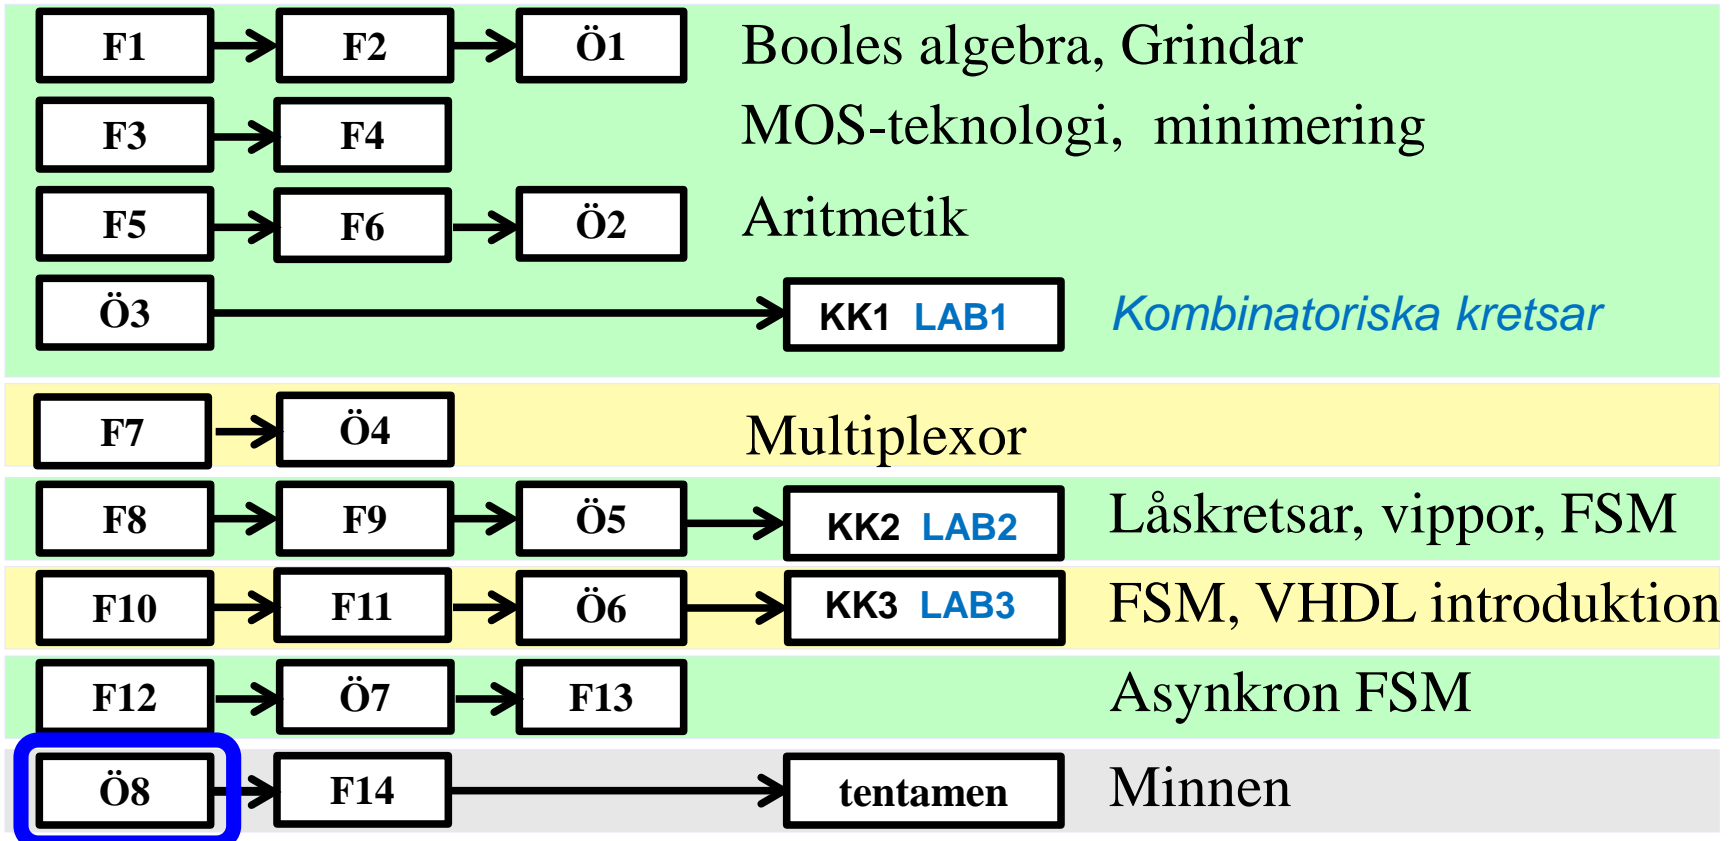 F1 F2 Ö1 Booles algebra, Grindar
F3 F4 MOS-teknologi, minimering
F5 F6 Ö2 Aritmetik
Ö3 KK1 LAB1 Kombinatoriska kretsar
F7 Ö4 Multiplexor
F8 F9 Ö5 KK2 LAB2 Låskretsar, vippor, FSM
F10 F11 Ö6 KK3 LAB3 FSM, VHDL introduktion
F12 Ö7 F13 Asynkron FSM
Ö8 F14 tentamen Minnen